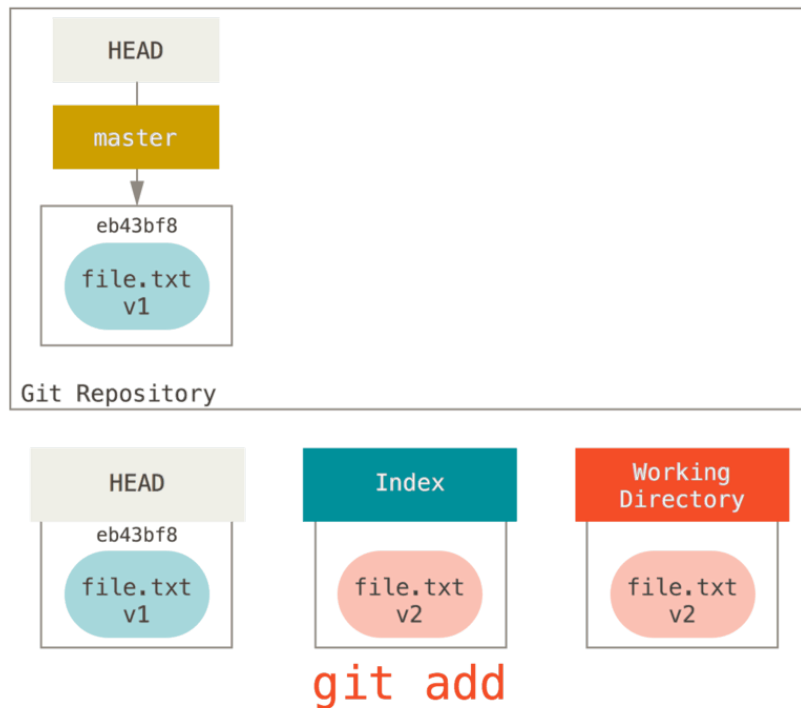 HEAD
master
eb43bf8
file.txt
v1
Git Repository
HEAD
Index
Working
Directory
eb43bf8
file.txt
v1
file.txt
v2
file.txt
v2
git add